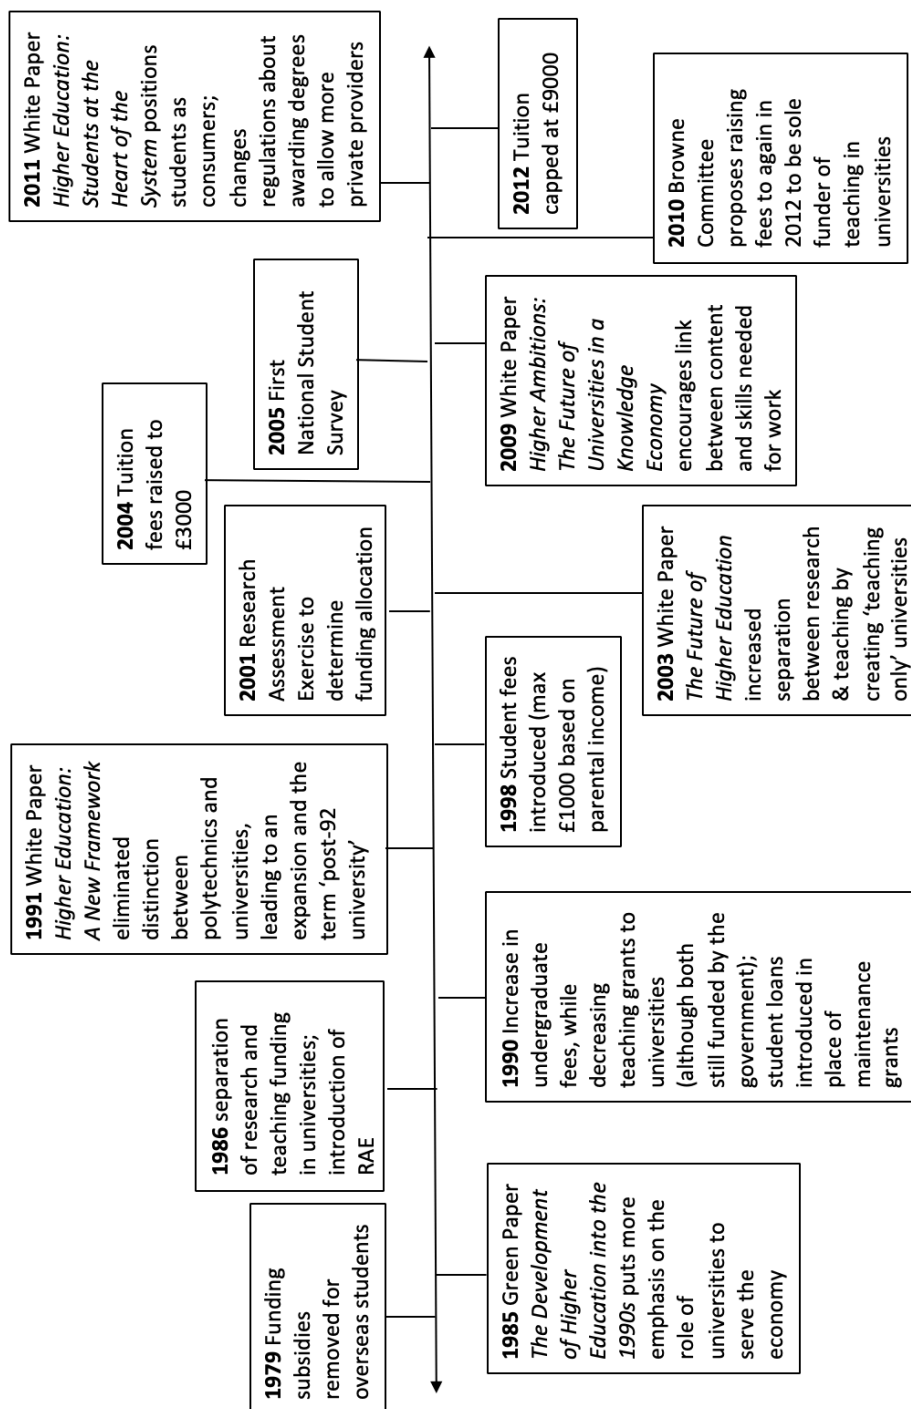 1979 Funding
subsidies
removed for
overseas students
1985 Green Paper
The Development
of Higher
Education into the
1990s puts more
emphasis on the
role of
universities to
serve the
economy
1986 separation
of research and
teaching funding
in universities;
introduction of
RAE
1990 Increase in
undergraduate
fees, while
decreasing
teaching grants to
universities
(although both
still funded by the
government);
student loans
introduced in
place of
maintenance
grants
1991 White Paper
Higher Education:
A New Framework
eliminated
distinction
between
polytechnics and
universities,
leading to an
expansion and the
term ‘post-92
university’
1998 Student fees
introduced (max
£1000 based on
parental income)
2001 Research
Assessment
Exercise to
determine
funding allocation
2003 White Paper
The Future of
Higher Education
increased
separation
between research
& teaching by
creating ‘teaching
only’ universities
2004 Tuition
fees raised to
£3000
2005 First
National Student
Survey
2009 White Paper
Higher Ambitions:
The Future of
Universities in a
Knowledge
Economy
encourages link
between content
and skills needed
for work
2010 Browne
Committee
proposes raising
fees to again in
2012 to be sole
funder of
teaching in
universities
2011 White Paper
Higher Education:
Students at the
Heart of the
System positions
students as
consumers;
changes
regulations about
awarding degrees
to allow more
private providers
2012 Tuition
capped at £9000